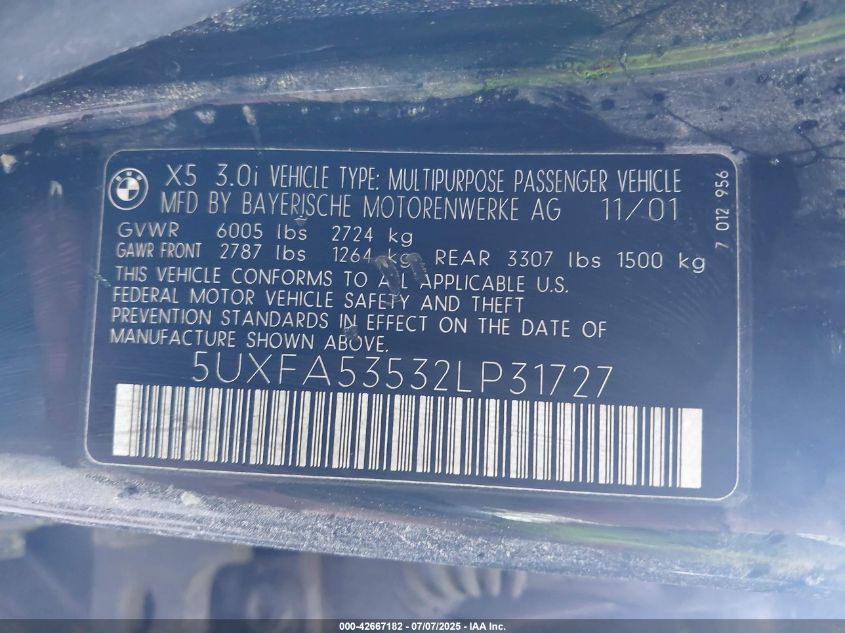 X5 3.0i VEHICLE TYPE: MULTIPURPOSE PASSENGER VEHICLE
MFD BY BAYERISCHE MOTORENWERKE AG 11/01
GVWR 6005 lbs 2724 kg
GAWR FRONT 2787 lbs 1264 kg REAR 3307 lbs 1500 kg
THIS VEHICLE CONFORMS TO ALL APPLICABLE U.S.
FEDERAL MOTOR VEHICLE SAFETY AND THEFT
PREVENTION STANDARDS IN EFFECT ON THE DATE OF
MANUFACTURE SHOWN ABOVE.
5UXFA53532LP31727
7 012 956
000-42667182 - 07/07/2025 - IAA Inc.